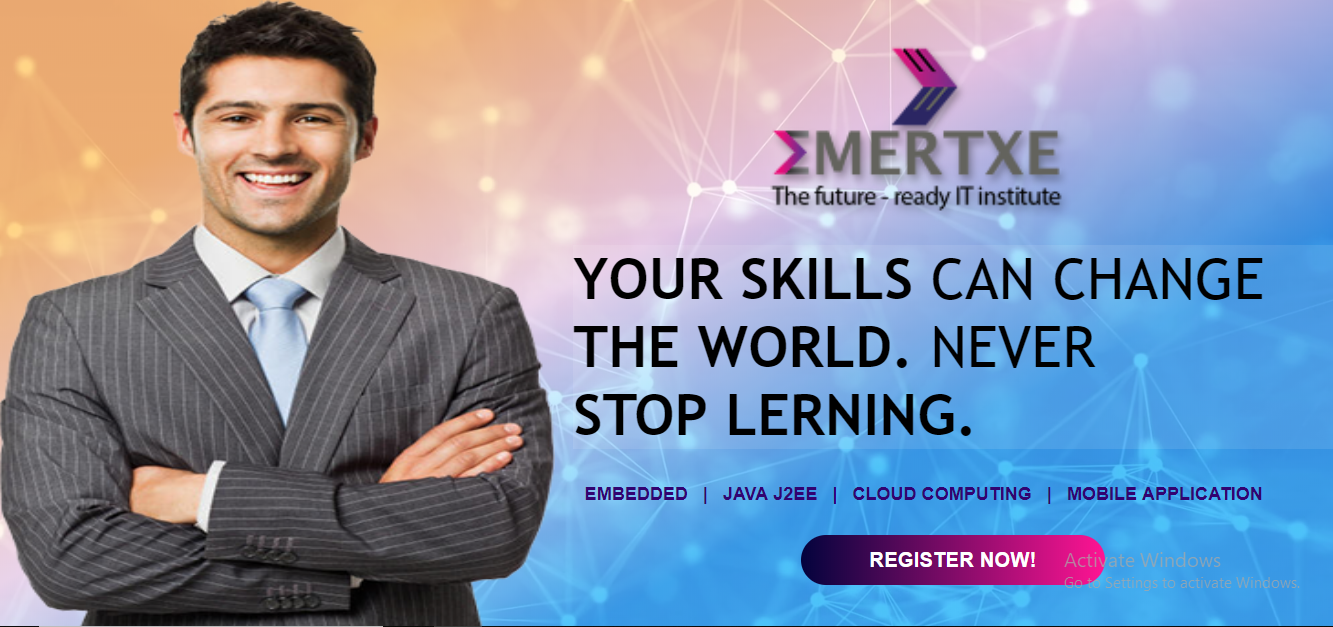 EMERTXE
The future - ready IT institute
YOUR SKILLS CAN CHANGE
THE WORLD. NEVER
STOP LERNING.
EMBEDDED | JAVA J2EE | CLOUD COMPUTING | MOBILE APPLICATION
REGISTER NOW!
Activate Windows
Go to Settings to activate Windows.